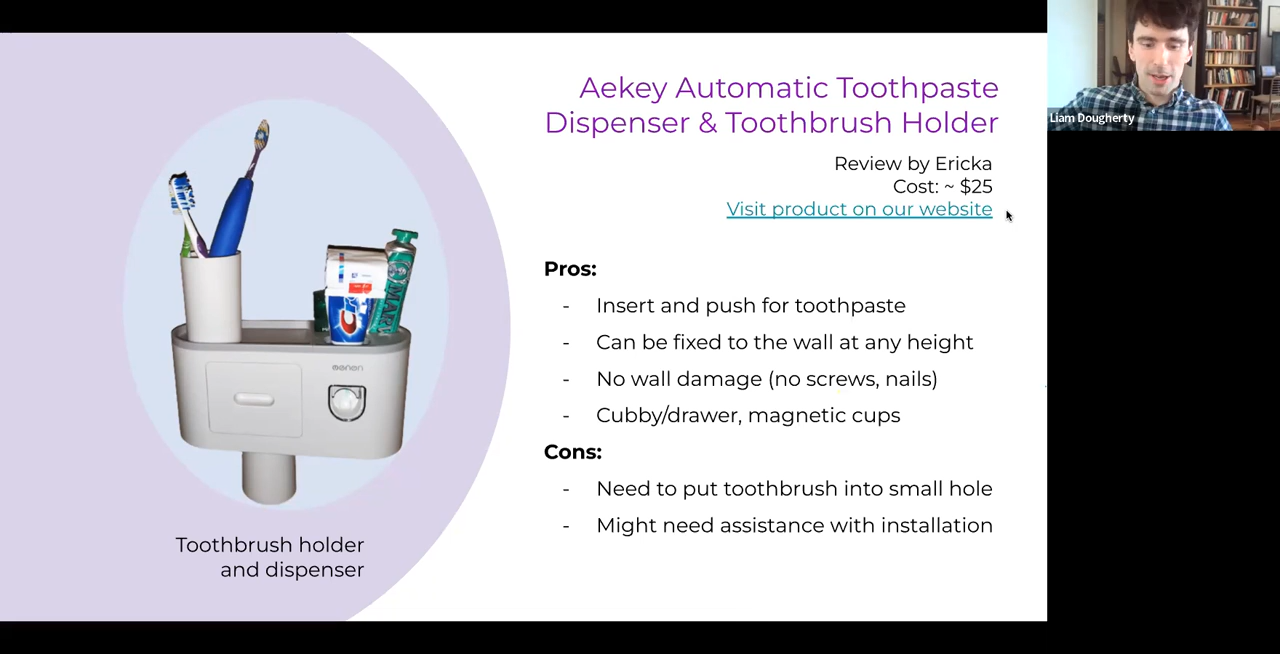 Aekey Automatic Toothpaste
Dispenser & Toothbrush Holder
Review by Ericka
Cost: ~ $25
Visit product on our website
Pros:
- Insert and push for toothpaste
- Can be fixed to the wall at any height
- No wall damage (no screws, nails)
- Cubby/drawer, magnetic cups
Cons:
- Need to put toothbrush into small hole
- Might need assistance with installation
Toothbrush holder
and dispenser
Liam Dougherty